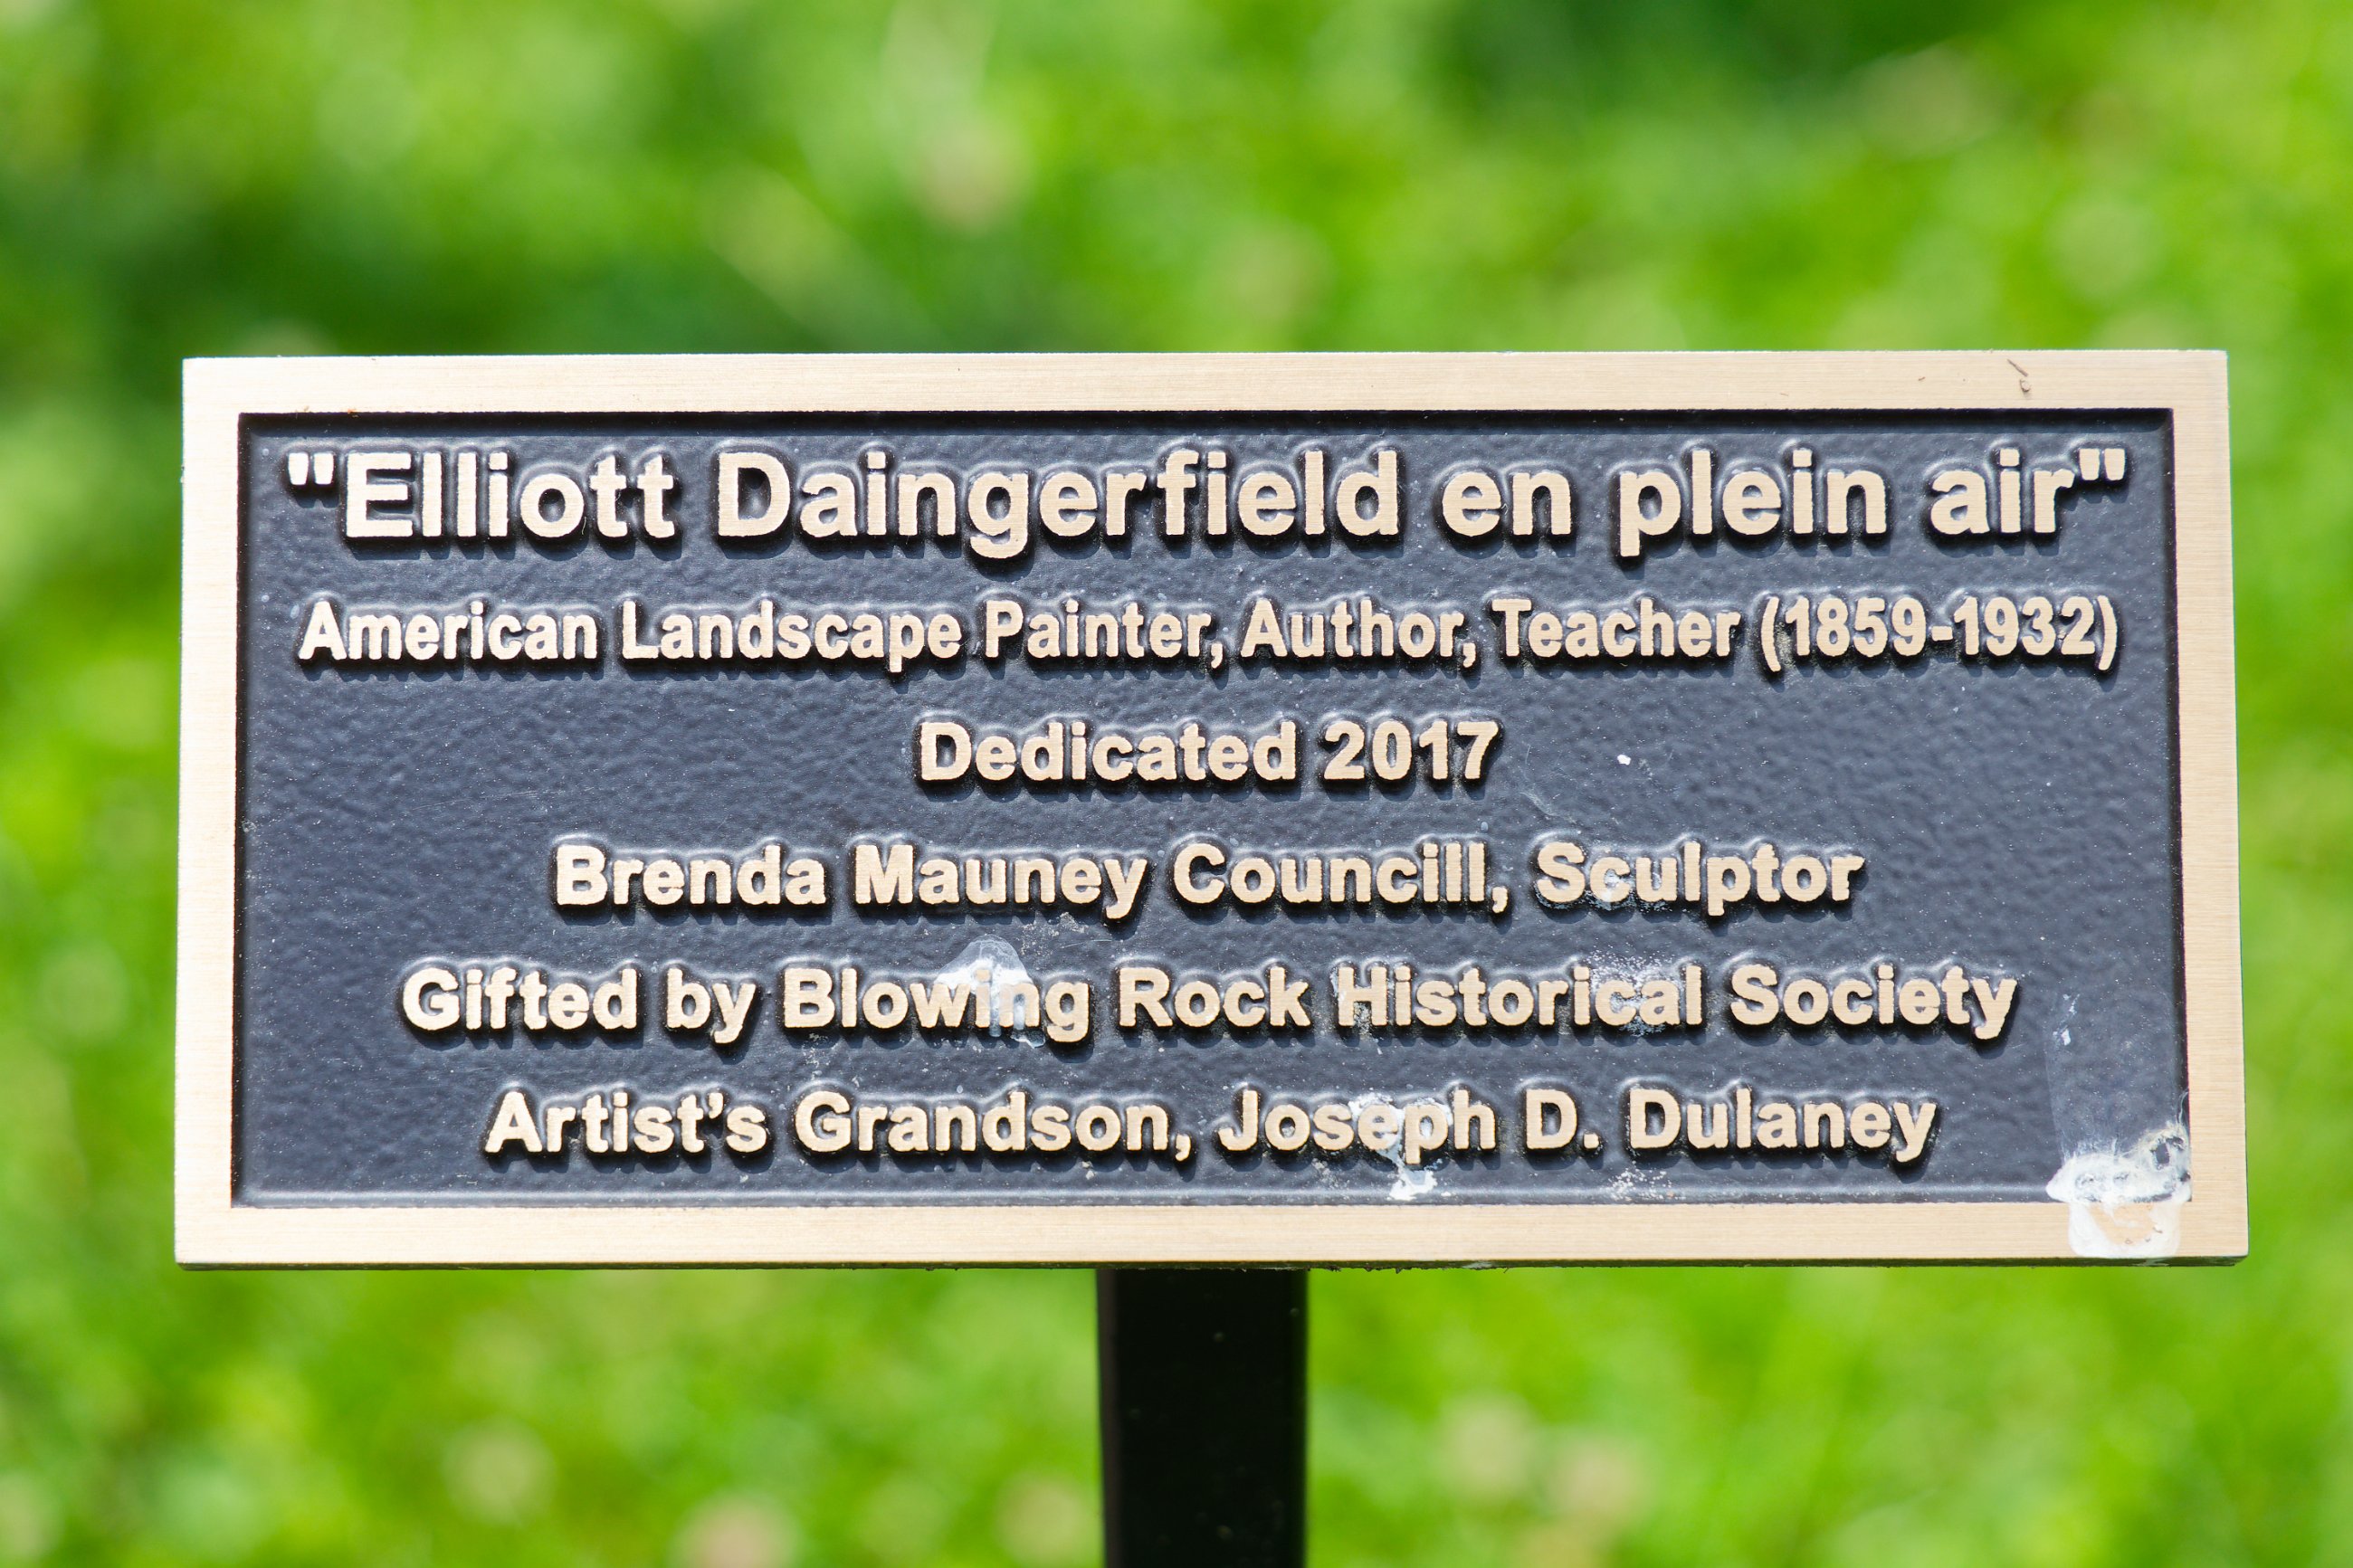 "Elliott Daingerfield en plein air"
American Landscape Painter, Author, Teacher (1859-1932)
Dedicated 2017
Brenda Mauney Councill, Sculptor
Gifted by Blowing Rock Historical Society
Artist’s Grandson, Joseph D. Dulaney